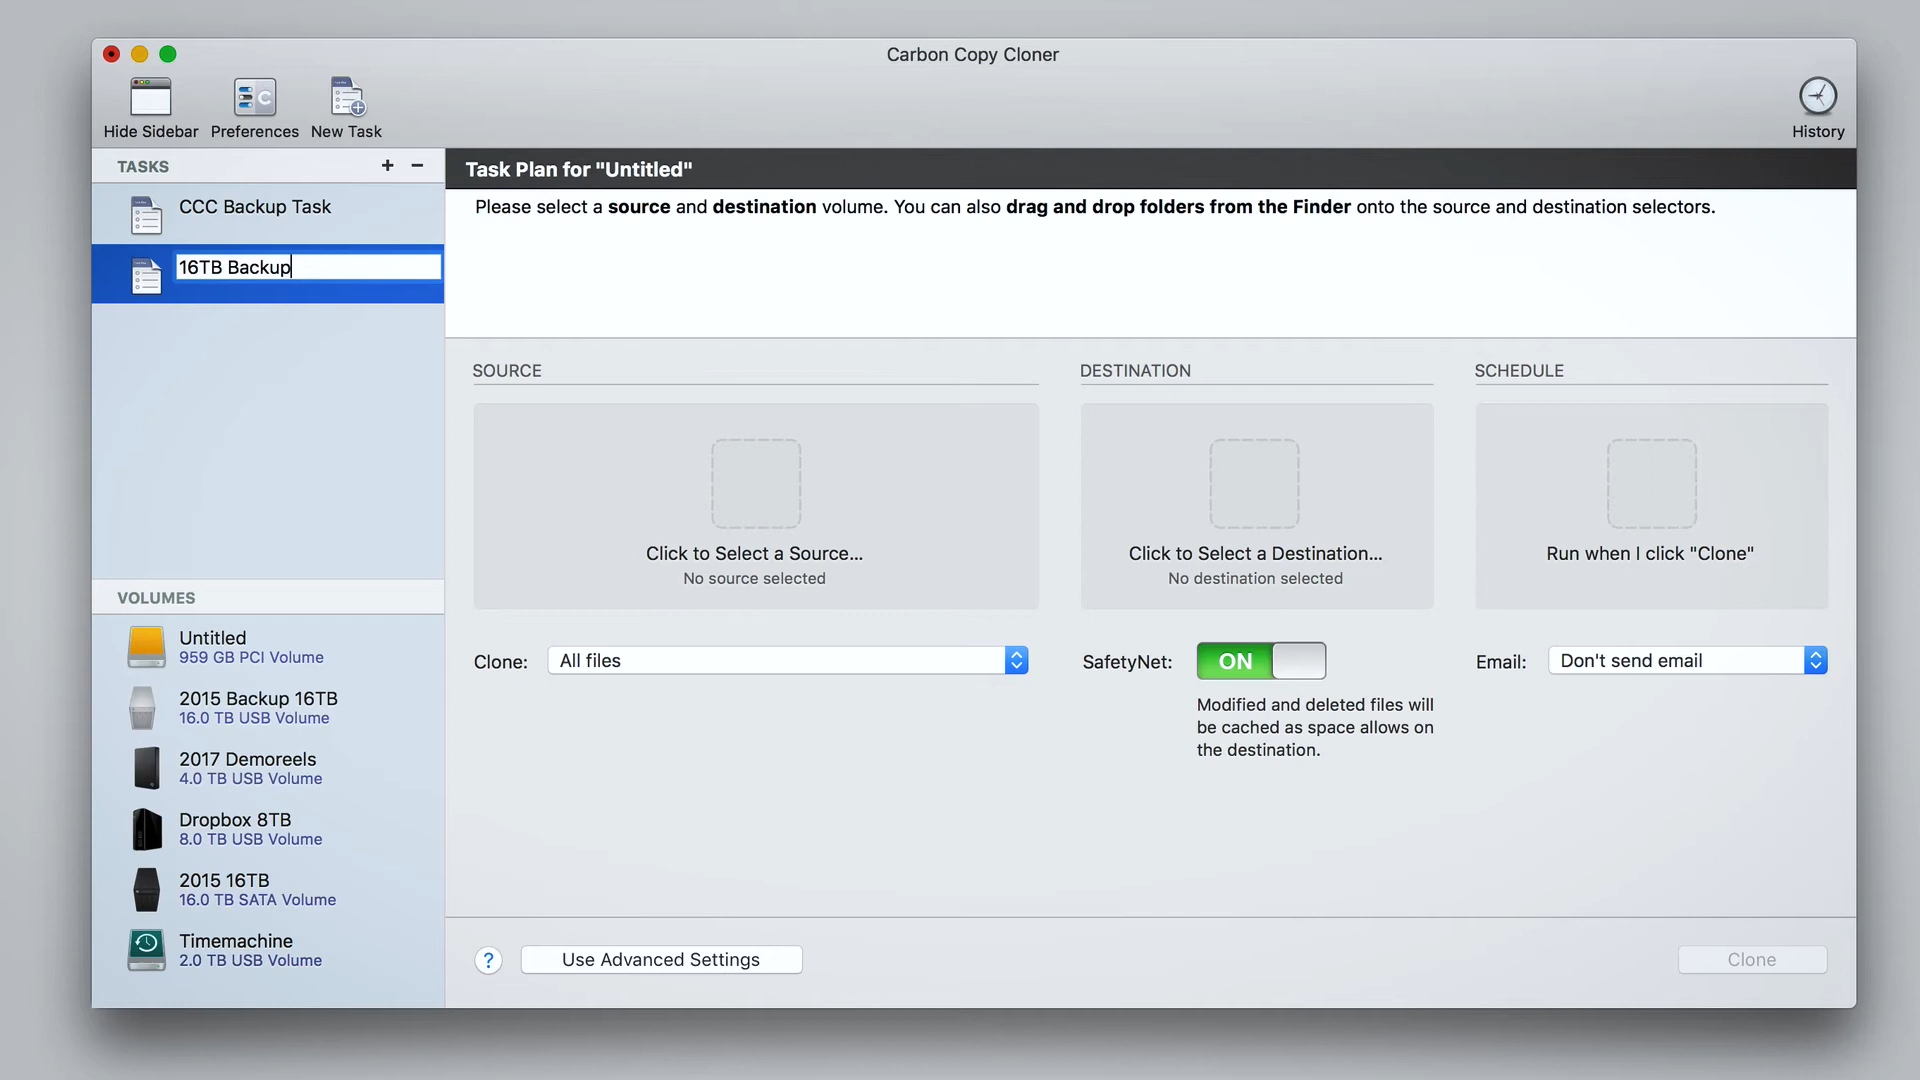 Carbon Copy Cloner
Hide Sidebar
Preferences
New Task
History
TASKS
+ −
CCC Backup Task
16TB Backup
VOLUMES
Untitled
959 GB PCI Volume
2015 Backup 16TB
16.0 TB USB Volume
2017 Demoreels
4.0 TB USB Volume
Dropbox 8TB
8.0 TB USB Volume
2015 16TB
16.0 TB SATA Volume
Timemachine
2.0 TB USB Volume
Task Plan for "Untitled"
Please select a source and destination volume. You can also drag and drop folders from the Finder onto the source and destination selectors.
SOURCE
Click to Select a Source...
No source selected
Clone: All files
DESTINATION
Click to Select a Destination...
No destination selected
SafetyNet: ON
Modified and deleted files will
be cached as space allows on
the destination.
SCHEDULE
Run when I click "Clone"
Email: Don't send email
?
Use Advanced Settings
Clone